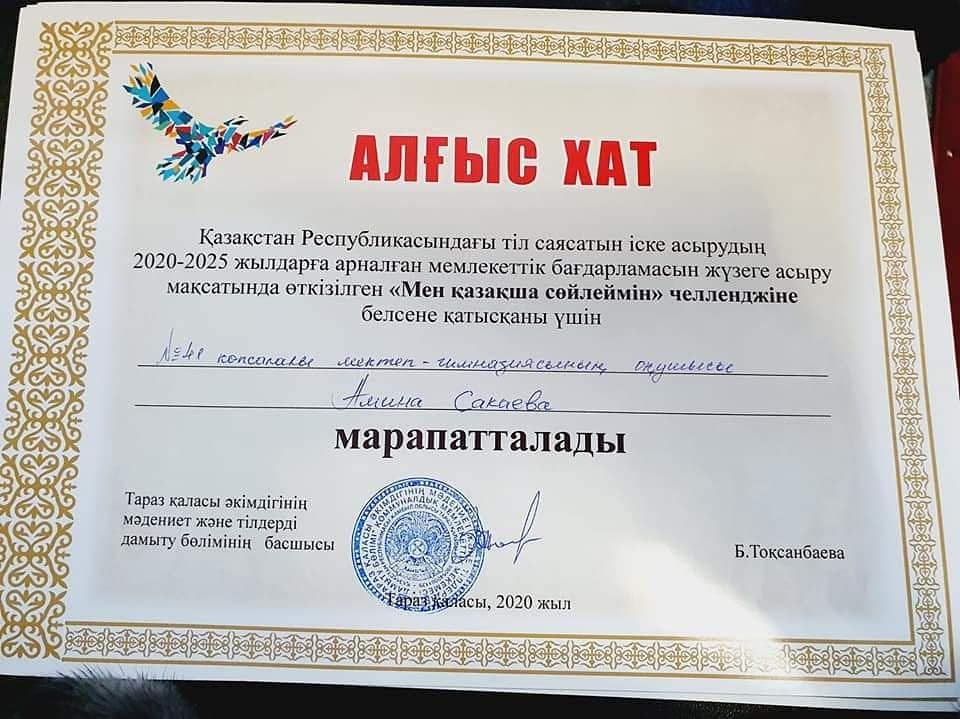 АЛҒЫС ХАТ
Қазақстан Республикасындағы тіл саясатын іске асырудың
2020-2025 жылдарға арналған мемлекеттік бағдарламасын жүзеге асыру
мақсатында өткізілген «Мен қазақша сөйлеймін» челленджіне
белсене қатысқаны үшін
көпсалалы мектеп-гимназиясының оқушысы
Амина Сакаева
марапатталады
Тараз қаласы әкімдігінің
мәдениет және тілдерді
дамыту бөлімінің басшысы
Б.Тоқсанбаева
Тараз қаласы, 2020 жыл